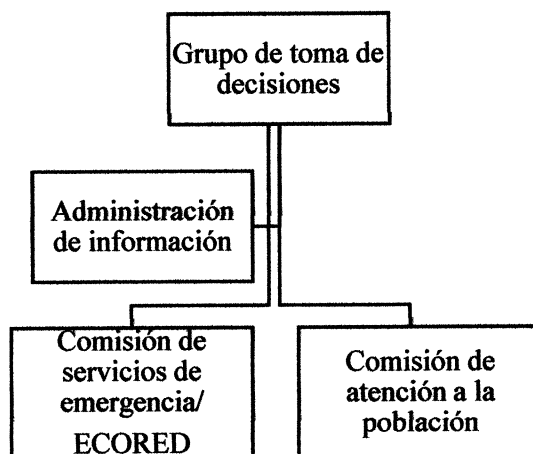 Grupo de toma de
decisiones
Administración
de información
Comisión de
servicios de
emergencia/
ECORED
Comisión de
atención a la
población